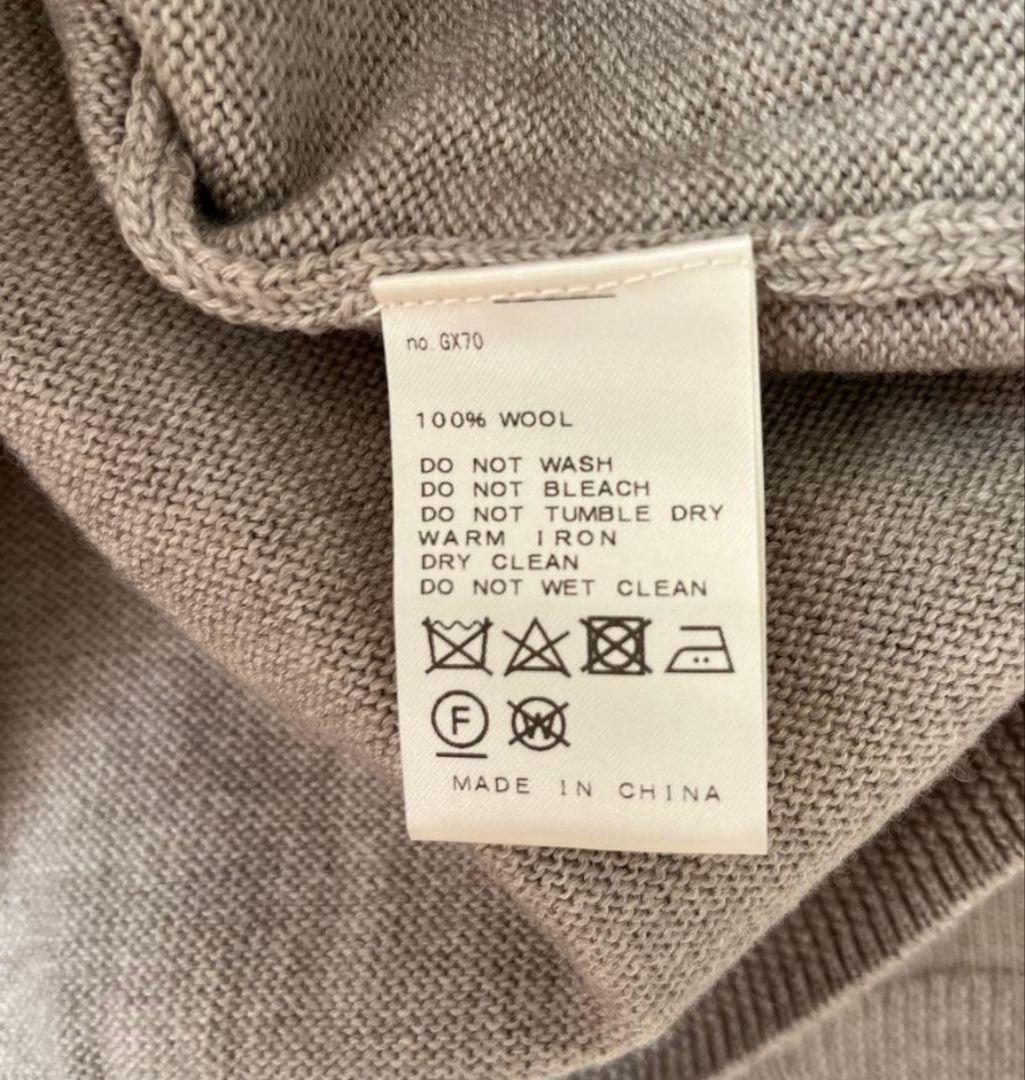 no. GX70
100% WOOL
DO NOT WASH
DO NOT BLEACH
DO NOT TUMBLE DRY
WARM IRON
DRY CLEAN
DO NOT WET CLEAN
F W
MADE IN CHINA